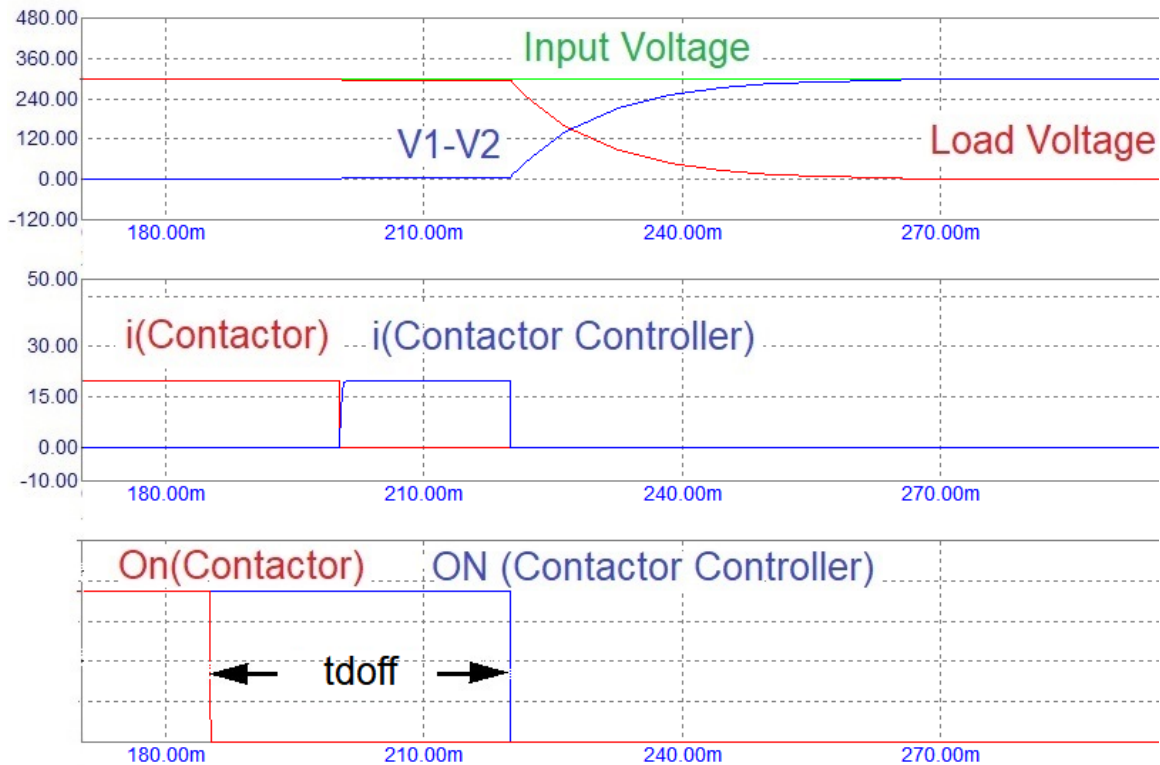 480.00
360.00
240.00
120.00
0.00
-120.00
Input Voltage
V1-V2
Load Voltage
180.00m 210.00m 240.00m 270.00m
50.00
30.00
15.00
0.00
-10.00
i(Contactor) i(Contactor Controller)
180.00m 210.00m 240.00m 270.00m
On(Contactor) ON (Contactor Controller)
tdoff
180.00m 210.00m 240.00m 270.00m